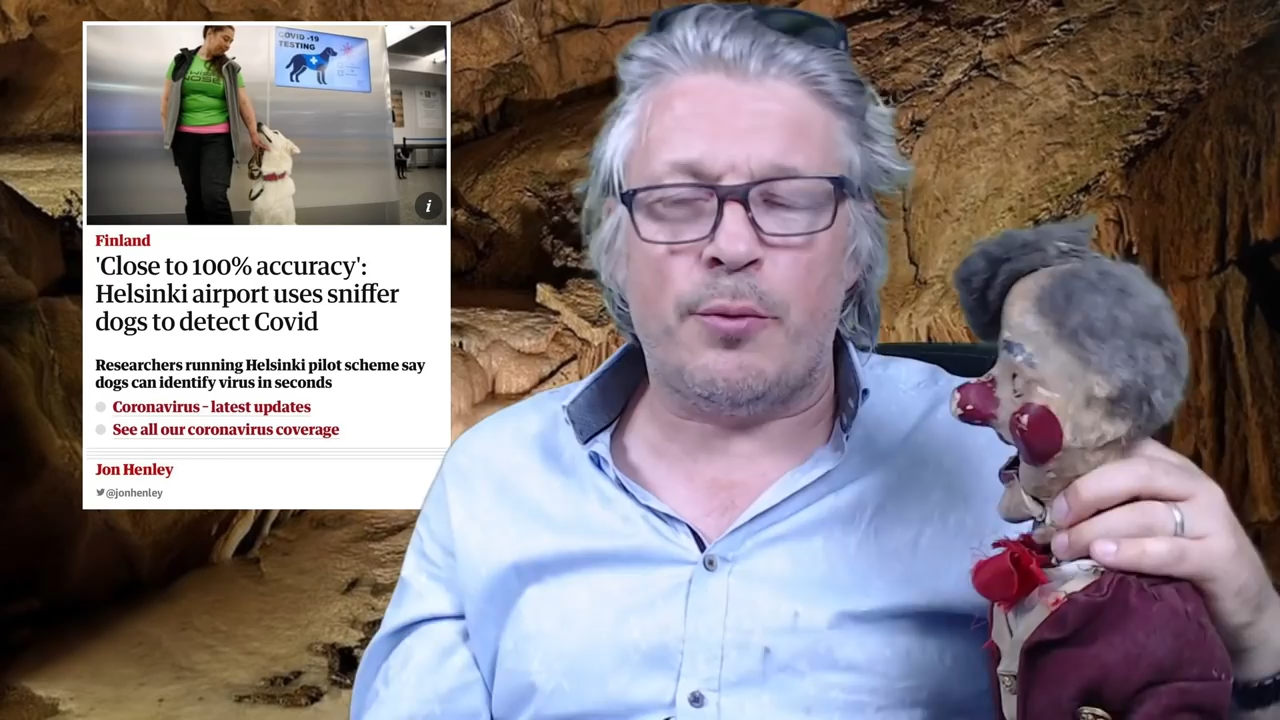 COVID -19
TESTING
NOSE
i
Finland
'Close to 100% accuracy':
Helsinki airport uses sniffer
dogs to detect Covid
Researchers running Helsinki pilot scheme say
dogs can identify virus in seconds
Coronavirus – latest updates
See all our coronavirus coverage
Jon Henley
@jonhenley